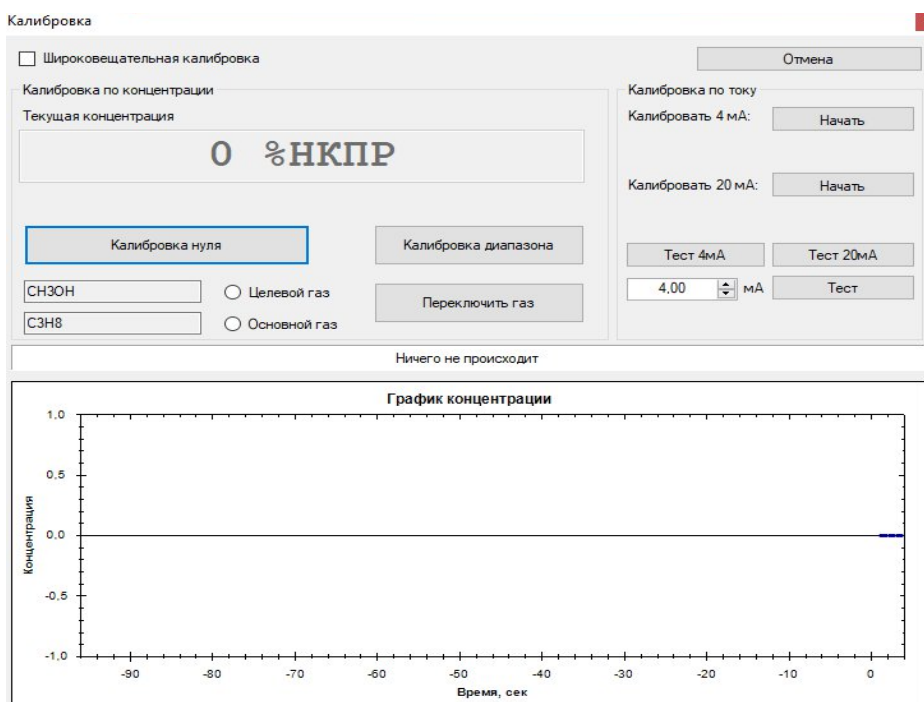 Калибровка
Широковещательная калибровка
Отмена
Калибровка по концентрации
Текущая концентрация
0 %НКПР
Калибровка нуля
Калибровка диапазона
CH3OH
Целевой газ
C3H8
Основной газ
Переключить газ
Калибровка по току
Калибровать 4 мА:
Начать
Калибровать 20 мА:
Начать
Тест 4мА
Тест 20мА
4,00
мА
Тест
Ничего не происходит
График концентрации
Концентрация
1,0
0,5
0,0
-0,5
-1,0
-90 -80 -70 -60 -50 -40 -30 -20 -10 0
Время, сек